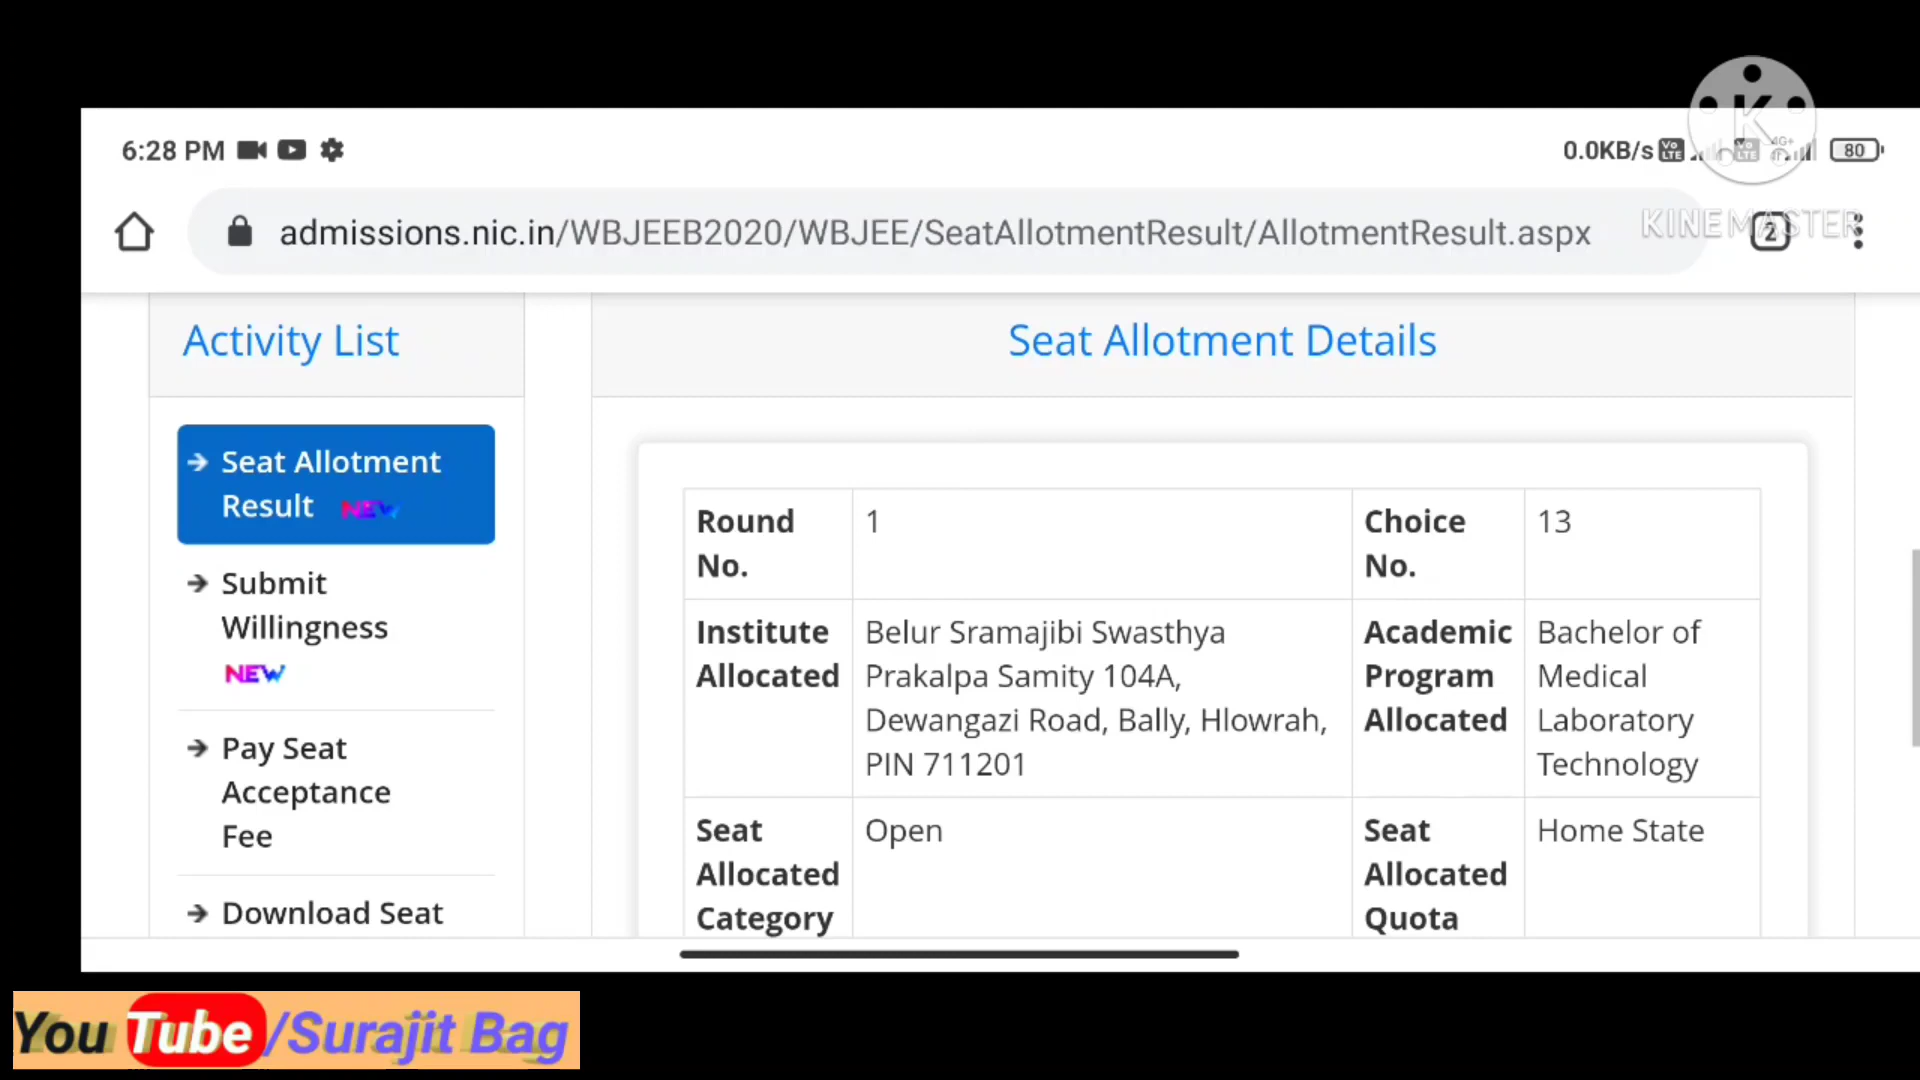 6:28 PM
0.0KB/s
80
KINEMASTER
admissions.nic.in/WBJEEB2020/WBJEE/SeatAllotmentResult/AllotmentResult.aspx
2
Activity List
Seat Allotment Result NEW
Submit Willingness NEW
Pay Seat Acceptance Fee
Download Seat
Seat Allotment Details
Round No. 1 Choice No. 13
Institute Allocated Belur Sramajibi Swasthya Prakalpa Samity 104A, Dewangazi Road, Bally, Hlowrah, PIN 711201
Academic Program Allocated Bachelor of Medical Laboratory Technology
Seat Allocated Category Open
Seat Allocated Quota Home State
You Tube/Surajit Bag